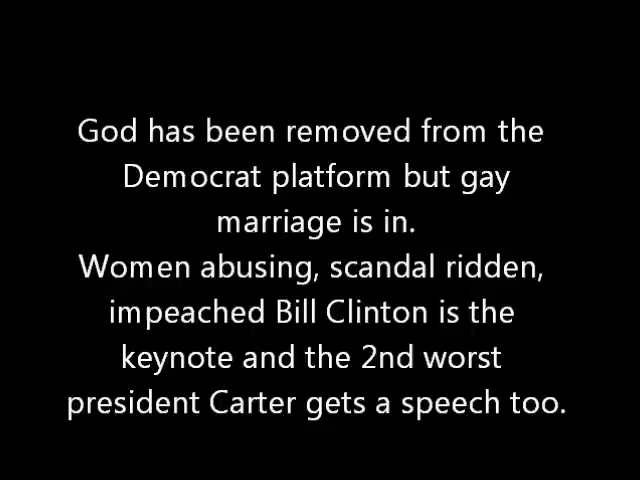 God has been removed from the
Democrat platform but gay
marriage is in.
Women abusing, scandal ridden,
impeached Bill Clinton is the
keynote and the 2nd worst
president Carter gets a speech too.